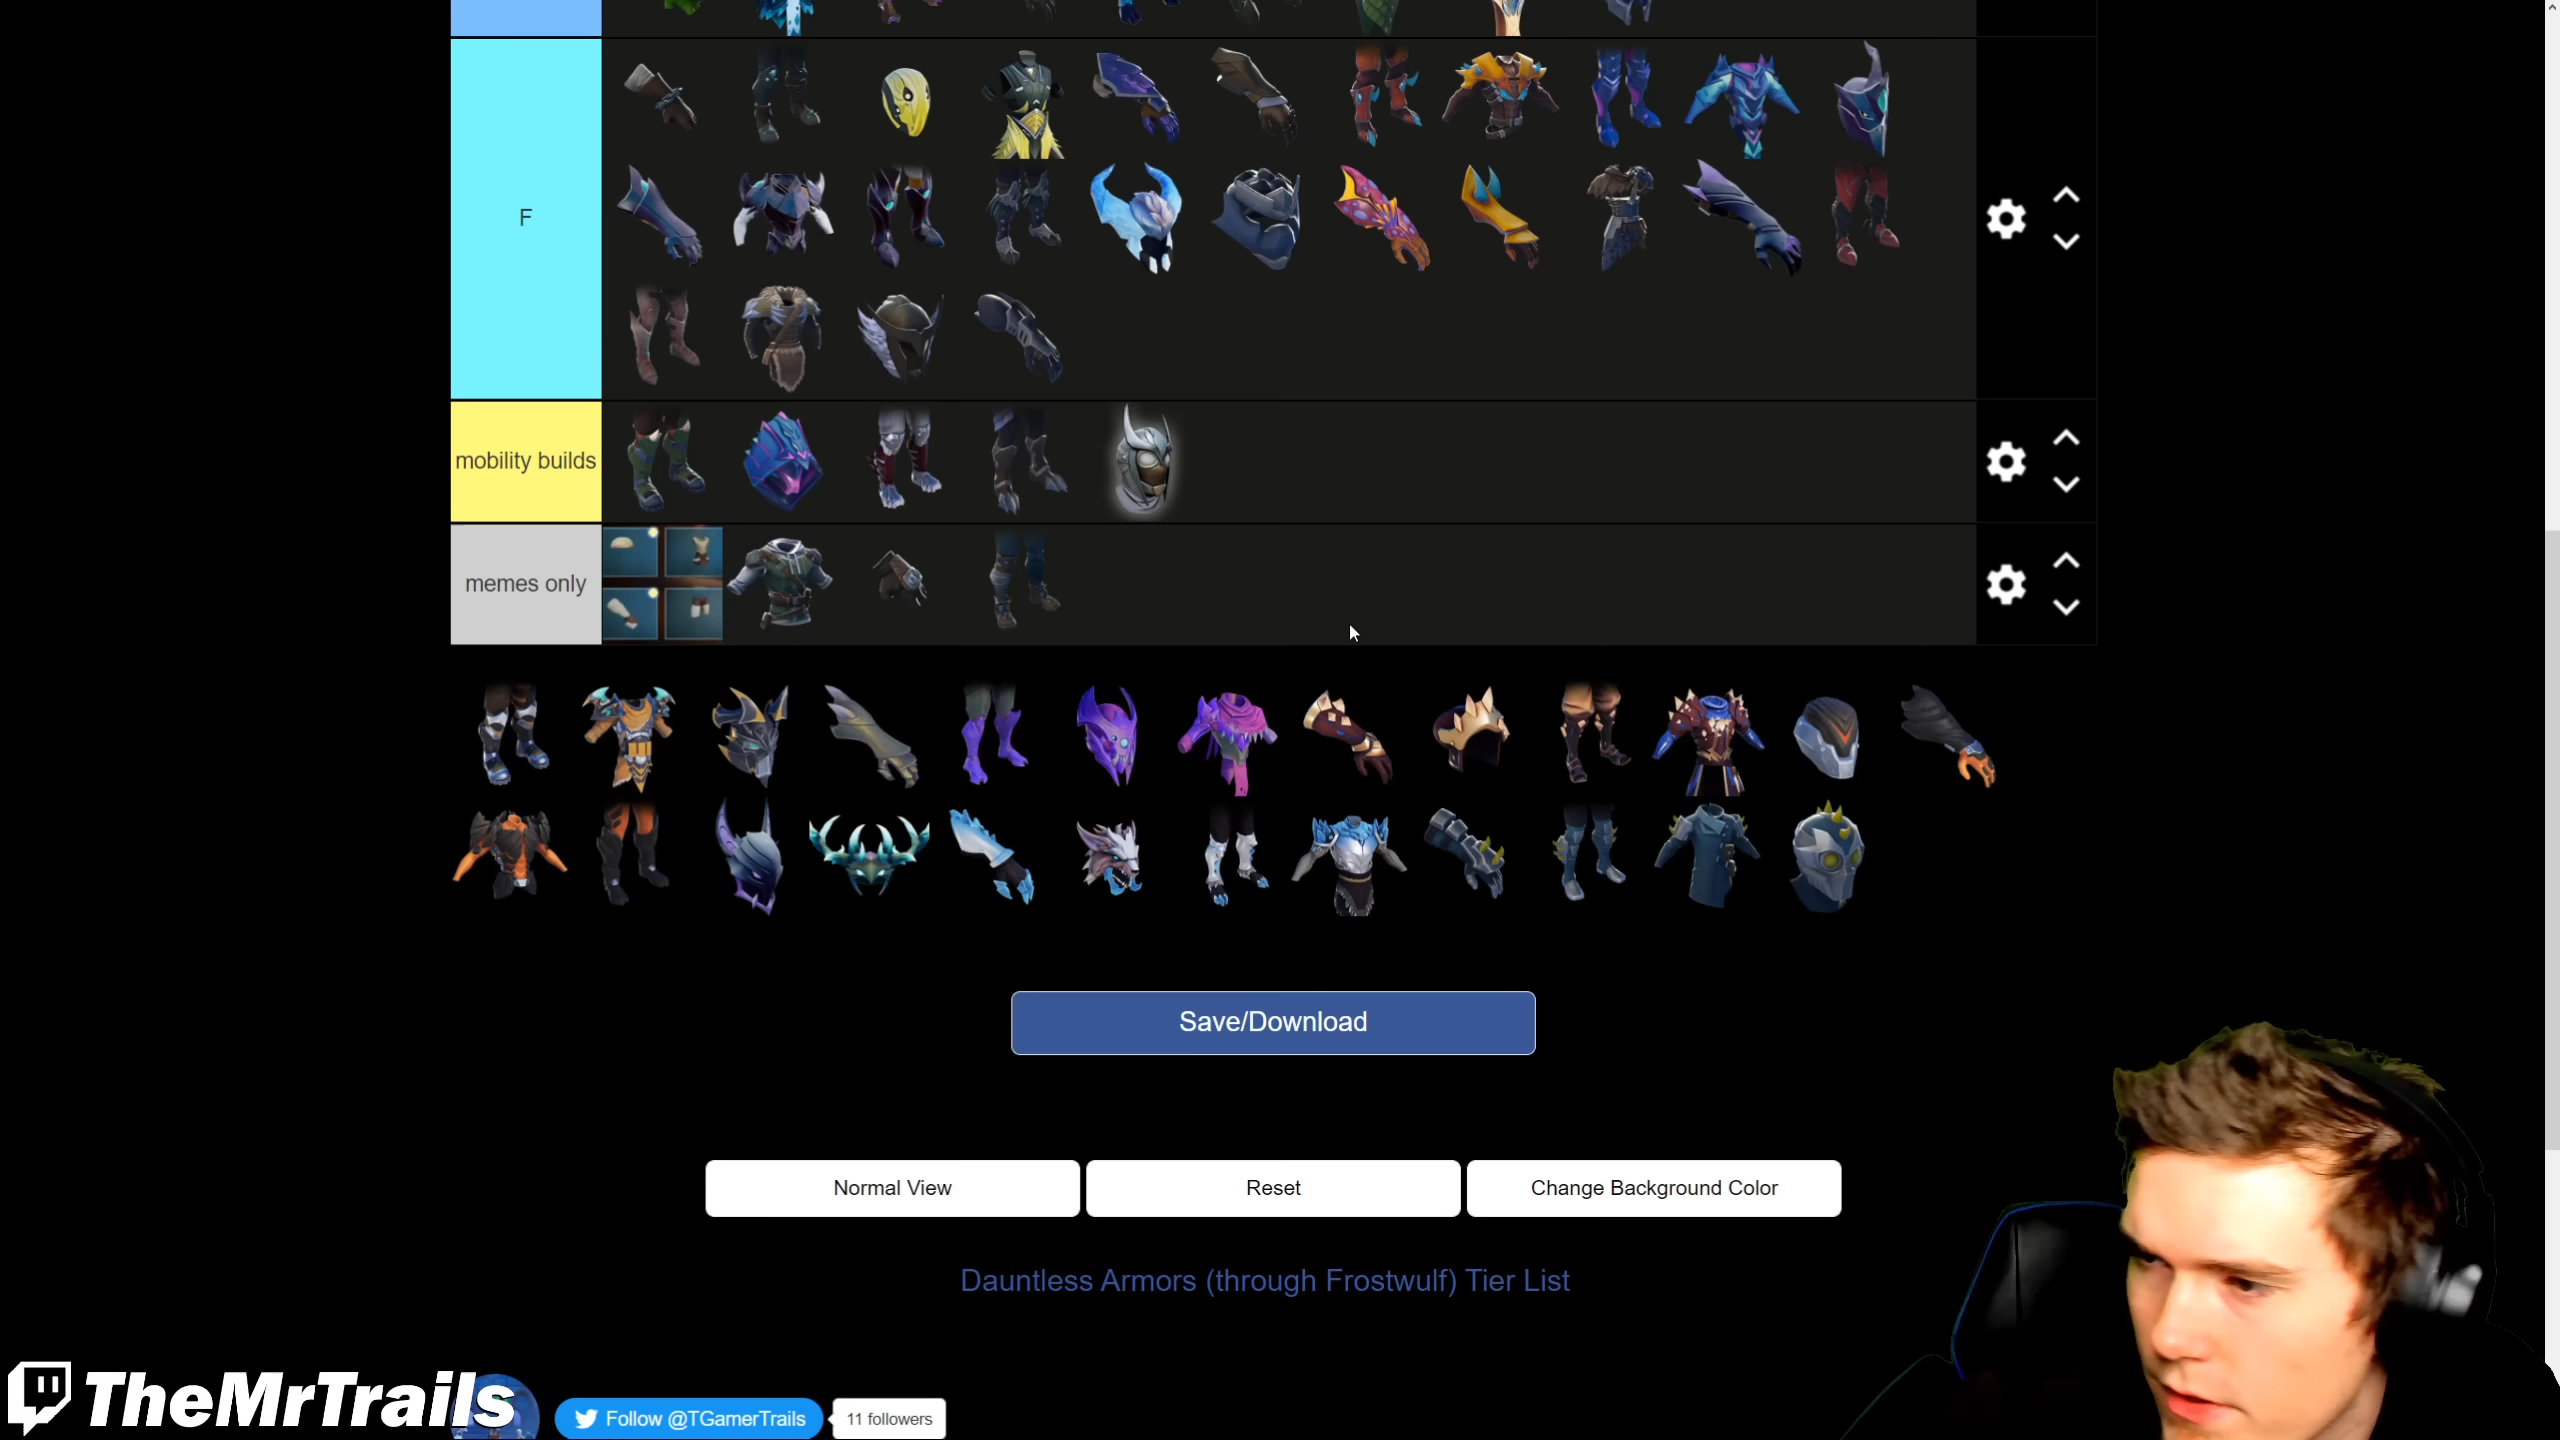 F
mobility builds
memes only
Save/Download
Normal View
Reset
Change Background Color
Dauntless Armors (through Frostwulf) Tier List
TheMrTrails
Follow @TGamerTrails
11 followers